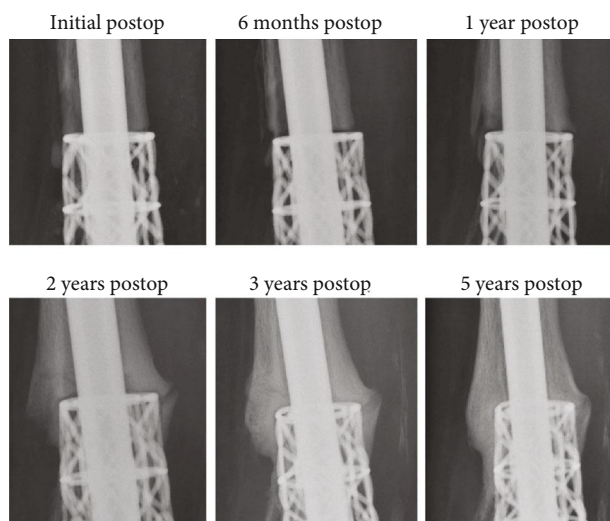 Initial postop
6 months postop
1 year postop
2 years postop
3 years postop
5 years postop